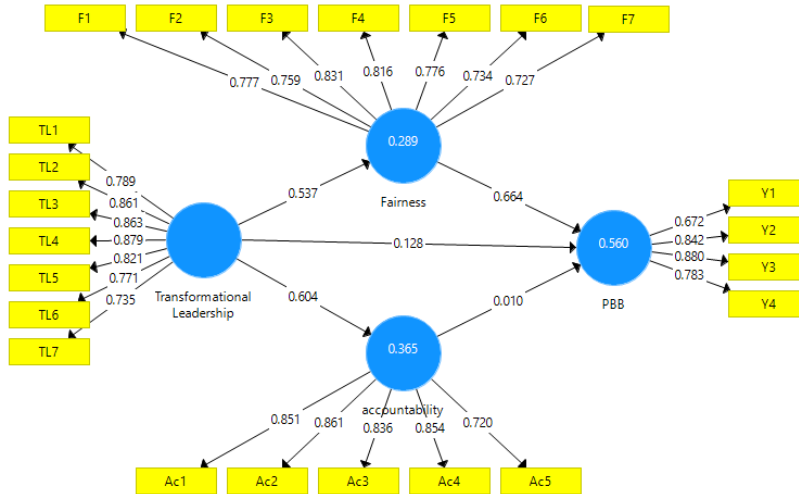 F1
F2
F3
F4
F5
F6
F7
0.777
0.759
0.831
0.816
0.776
0.734
0.727
TL1
TL2
TL3
TL4
TL5
TL6
TL7
0.789
0.861
0.863
0.879
0.821
0.771
0.735
Transformational
Leadership
0.537
0.128
0.604
0.289
Fairness
0.664
0.365
accountability
0.010
0.560
PBB
0.672
0.842
0.880
0.783
Y1
Y2
Y3
Y4
0.851
0.861
0.836
0.854
0.720
Ac1
Ac2
Ac3
Ac4
Ac5